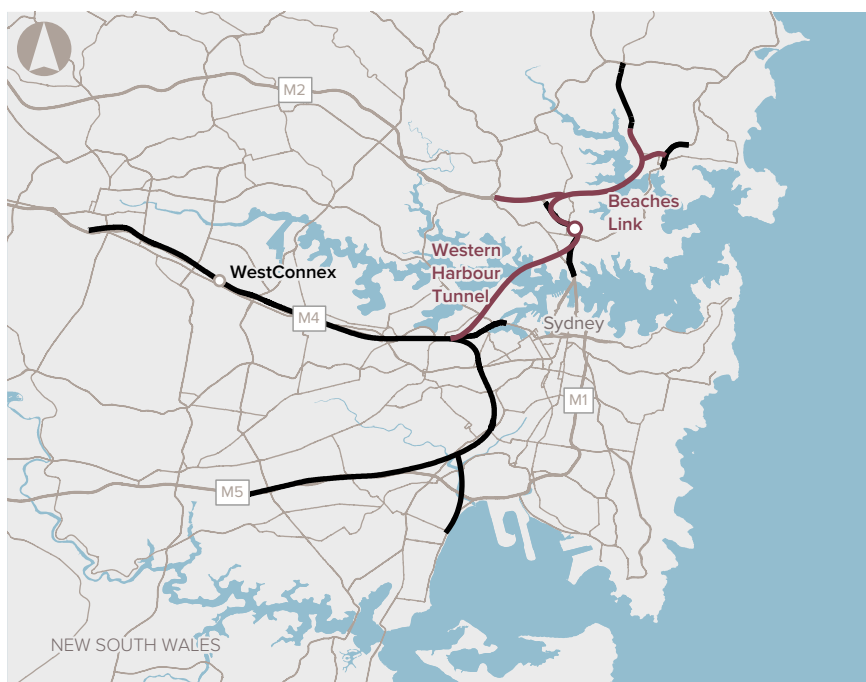 M2
Beaches
Link
Western
Harbour
Tunnel
WestConnex
M4
Sydney
M1
M5
NEW SOUTH WALES